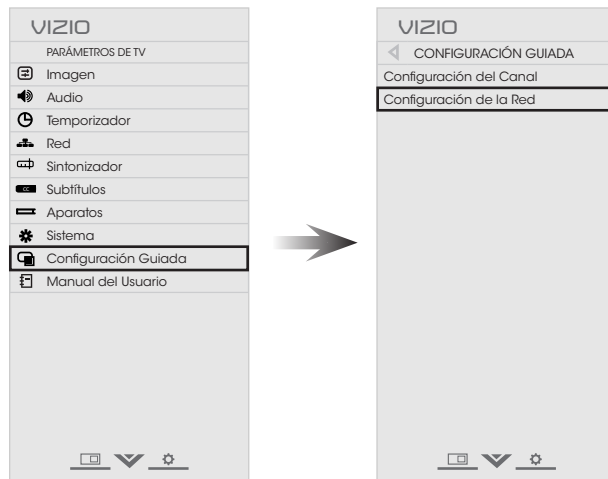 VIZIO
PARÁMETROS DE TV
Imagen
Audio
Temporizador
Red
Sintonizador
CC Subtítulos
Aparatos
Sistema
Configuración Guiada
Manual del Usuario
VIZIO
CONFIGURACIÓN GUIADA
Configuración del Canal
Configuración de la Red